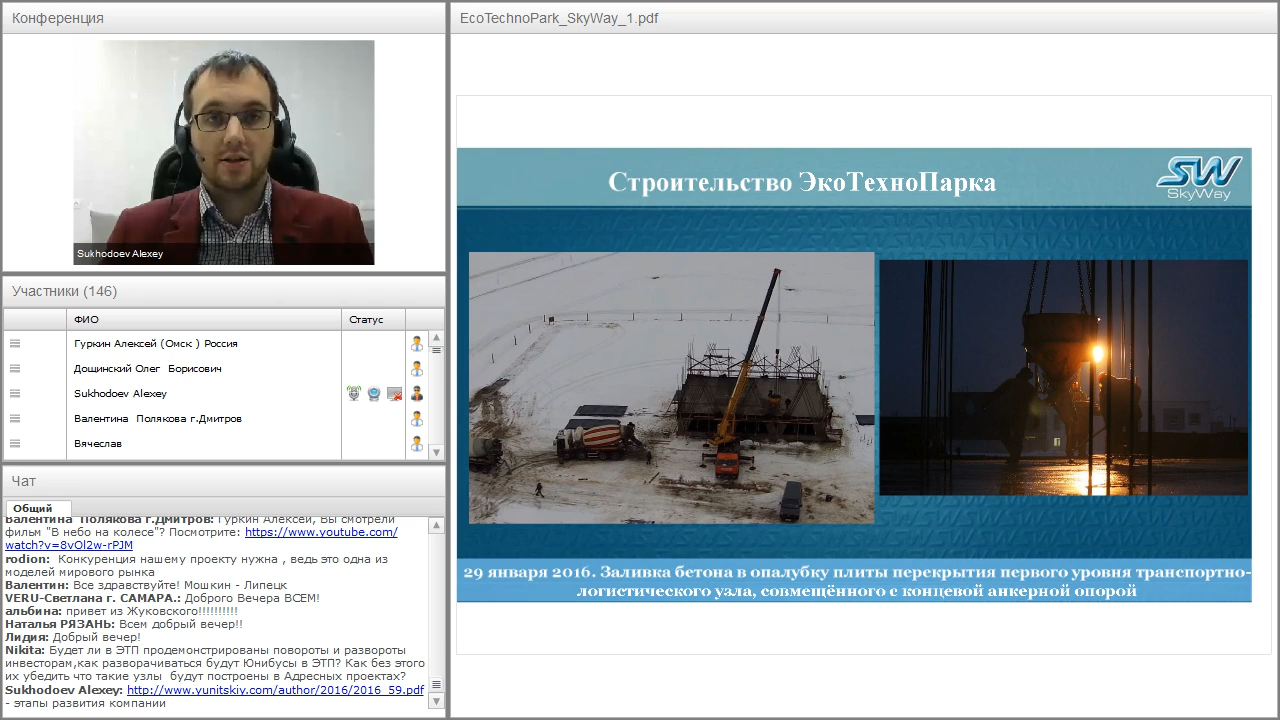 Конференция
Sukhodoev Alexey
Участники (146)
ФИО Статус
Гуркин Алексей (Омск ) Россия
Дощинский Олег Борисович
Sukhodoev Alexey
Валентина Полякова г.Дмитров
Вячеслав
Чат
Общий
Валентина Полякова г.Дмитров: Гуркин Алексей, Вы смотрели
фильм "В небо на колесе"? Посмотрите: https://www.youtube.com/
watch?v=8vOl2w-rPJM
rodion: Конкуренция нашему проекту нужна , ведь это одна из
моделей мирового рынка
Валентин: Все здравствуйте! Мошкин - Липецк
VERU-Светлана г. САМАРА.: Доброго Вечера ВСЕМ!
альбина: привет из Жуковского!!!!!!!!!!
Наталья РЯЗАНЬ: Всем добрый вечер!!
Лидия: Добрый вечер!
Nikita: Будет ли в ЭТП продемонстрированы повороты и развороты
инвесторам,как разворачиваться будут Юнибусы в ЭТП? Как без этого
их убедить что такие узлы будут построены в Адресных проектах?
Sukhodoev Alexey: http://www.yunitskiy.com/author/2016/2016_59.pdf
- этапы развития компании
EcoTechnoPark_SkyWay_1.pdf
Строительство ЭкоТехноПарка
SW
SkyWay
29 января 2016. Заливка бетона в опалубку плиты перекрытия первого уровня транспортно-
логистического узла, совмещённого с концевой анкерной опорой